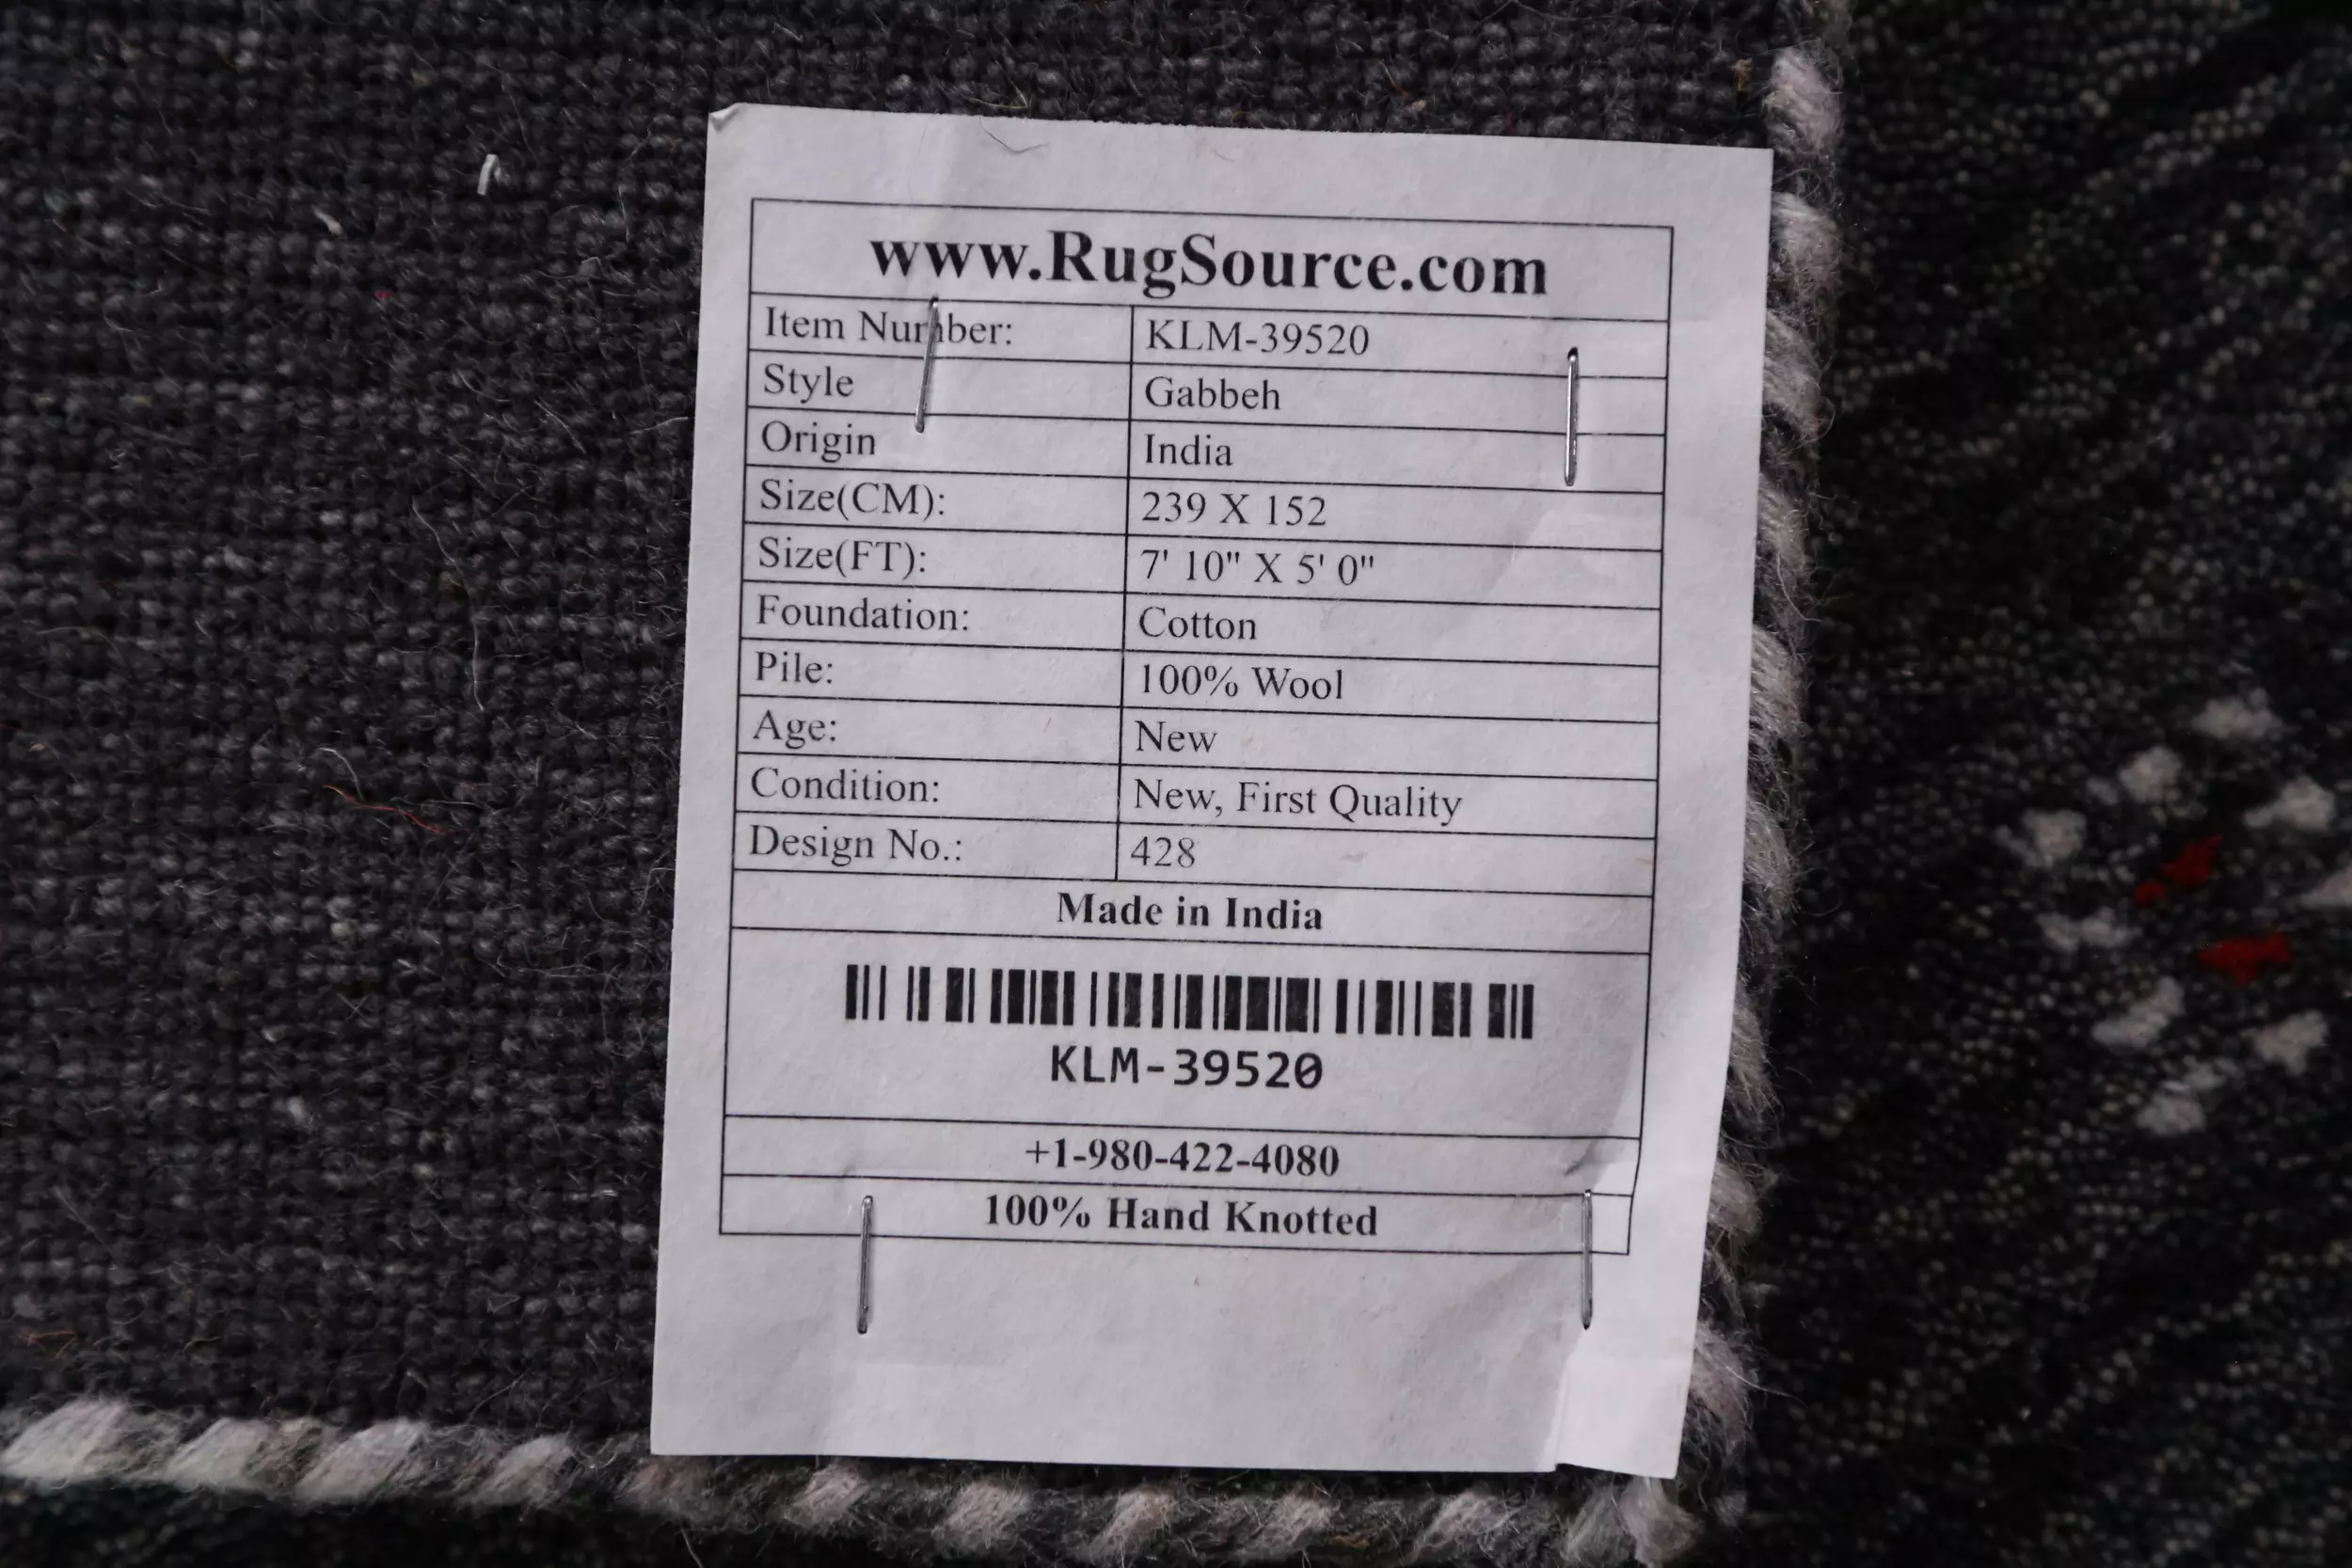 www.RugSource.com
Item Number: KLM-39520
Style Gabbeh
Origin India
Size(CM): 239 X 152
Size(FT): 7' 10" X 5' 0"
Foundation: Cotton
Pile: 100% Wool
Age: New
Condition: New, First Quality
Design No.: 428
Made in India
KLM-39520
+1-980-422-4080
100% Hand Knotted